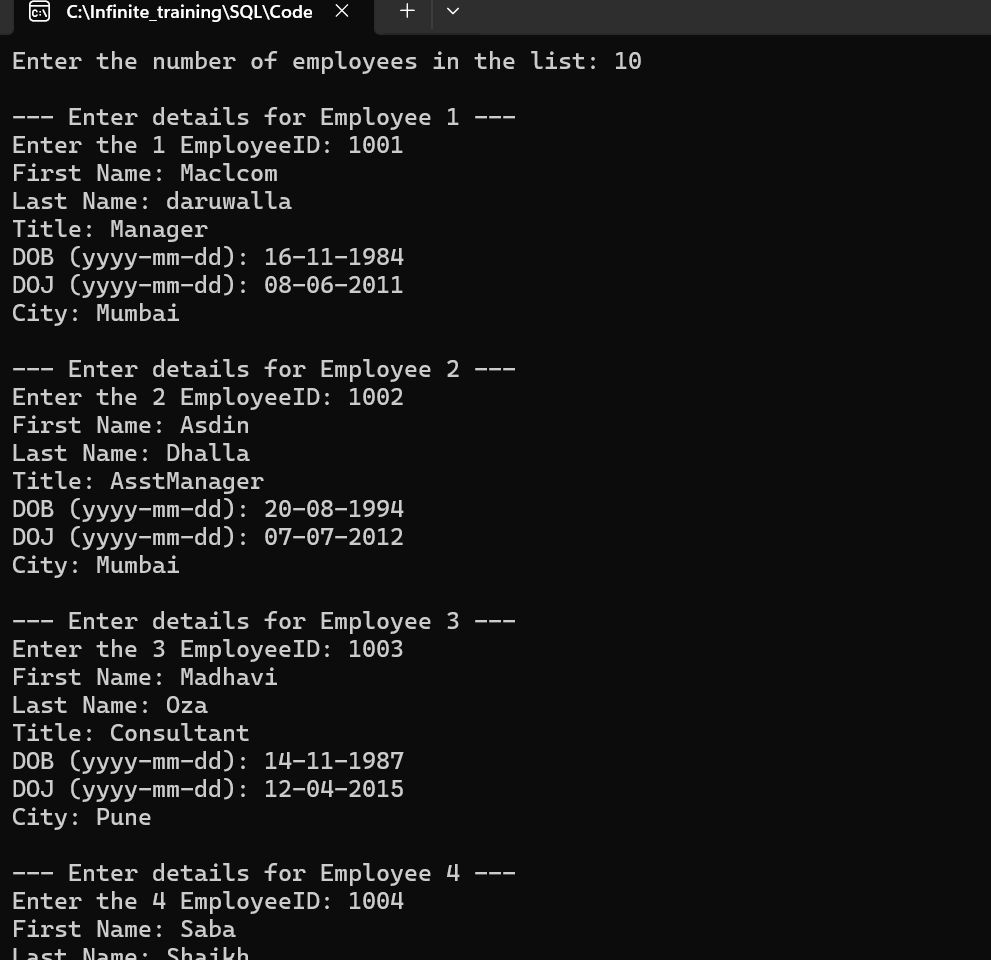 C:\Infinite_training\SQL\Code
Enter the number of employees in the list: 10
--- Enter details for Employee 1 ---
Enter the 1 EmployeeID: 1001
First Name: Maclcom
Last Name: daruwalla
Title: Manager
DOB (yyyy-mm-dd): 16-11-1984
DOJ (yyyy-mm-dd): 08-06-2011
City: Mumbai
--- Enter details for Employee 2 ---
Enter the 2 EmployeeID: 1002
First Name: Asdin
Last Name: Dhalla
Title: AsstManager
DOB (yyyy-mm-dd): 20-08-1994
DOJ (yyyy-mm-dd): 07-07-2012
City: Mumbai
--- Enter details for Employee 3 ---
Enter the 3 EmployeeID: 1003
First Name: Madhavi
Last Name: Oza
Title: Consultant
DOB (yyyy-mm-dd): 14-11-1987
DOJ (yyyy-mm-dd): 12-04-2015
City: Pune
--- Enter details for Employee 4 ---
Enter the 4 EmployeeID: 1004
First Name: Saba
Last Name: Shaikh